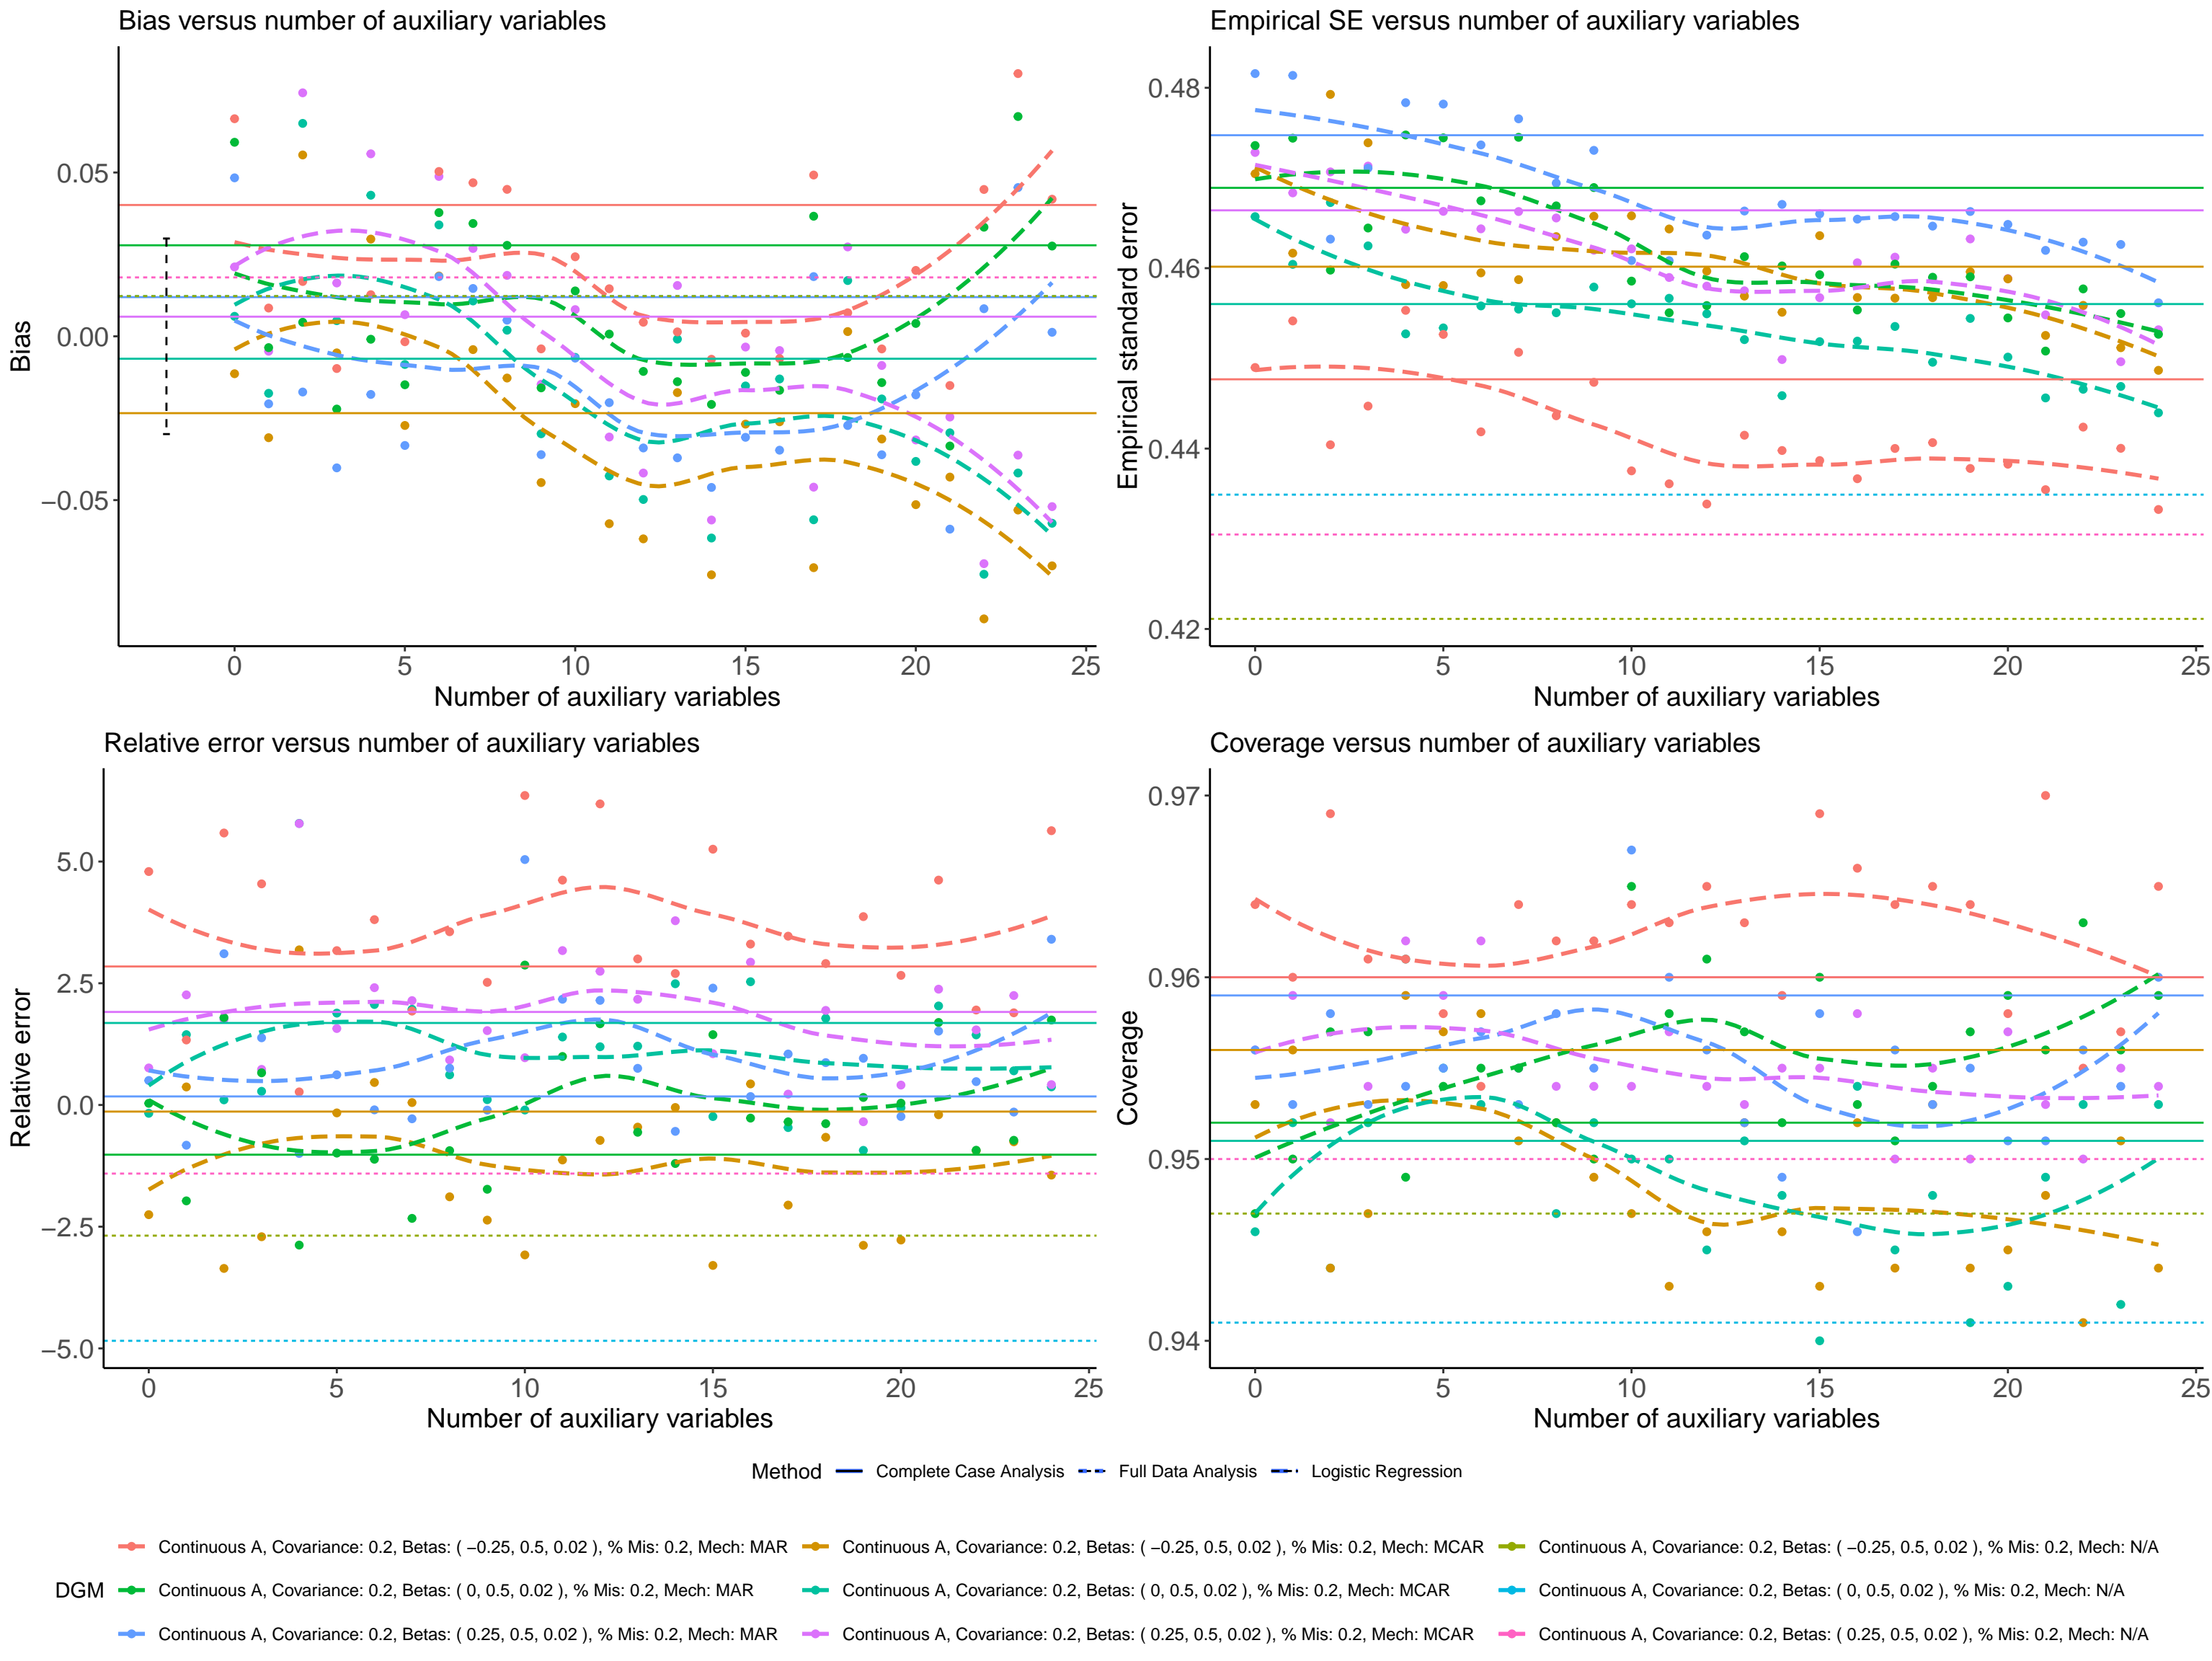 Bias versus number of auxiliary variables
Empirical SE versus number of auxiliary variables
0.05
0.00
−0.05
Bias
0 5 10 15 20 25
Number of auxiliary variables
0.48
0.46
0.44
0.42
Empirical standard error
0 5 10 15 20 25
Number of auxiliary variables
Relative error versus number of auxiliary variables
Coverage versus number of auxiliary variables
5.0
2.5
0.0
−2.5
−5.0
Relative error
0 5 10 15 20 25
Number of auxiliary variables
0.97
0.96
0.95
0.94
Coverage
0 5 10 15 20 25
Number of auxiliary variables
Method Complete Case Analysis Full Data Analysis Logistic Regression
Continuous A, Covariance: 0.2, Betas: ( −0.25, 0.5, 0.02 ), % Mis: 0.2, Mech: MAR Continuous A, Covariance: 0.2, Betas: ( −0.25, 0.5, 0.02 ), % Mis: 0.2, Mech: MCAR Continuous A, Covariance: 0.2, Betas: ( −0.25, 0.5, 0.02 ), % Mis: 0.2, Mech: N/A
DGM Continuous A, Covariance: 0.2, Betas: ( 0, 0.5, 0.02 ), % Mis: 0.2, Mech: MAR Continuous A, Covariance: 0.2, Betas: ( 0, 0.5, 0.02 ), % Mis: 0.2, Mech: MCAR Continuous A, Covariance: 0.2, Betas: ( 0, 0.5, 0.02 ), % Mis: 0.2, Mech: N/A
Continuous A, Covariance: 0.2, Betas: ( 0.25, 0.5, 0.02 ), % Mis: 0.2, Mech: MAR Continuous A, Covariance: 0.2, Betas: ( 0.25, 0.5, 0.02 ), % Mis: 0.2, Mech: MCAR Continuous A, Covariance: 0.2, Betas: ( 0.25, 0.5, 0.02 ), % Mis: 0.2, Mech: N/A